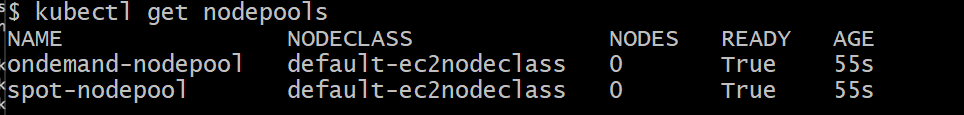 $ kubectl get nodepools
NAME NODECLASS NODES READY AGE
ondemand-nodepool default-ec2nodeclass 0 True 55s
spot-nodepool default-ec2nodeclass 0 True 55s